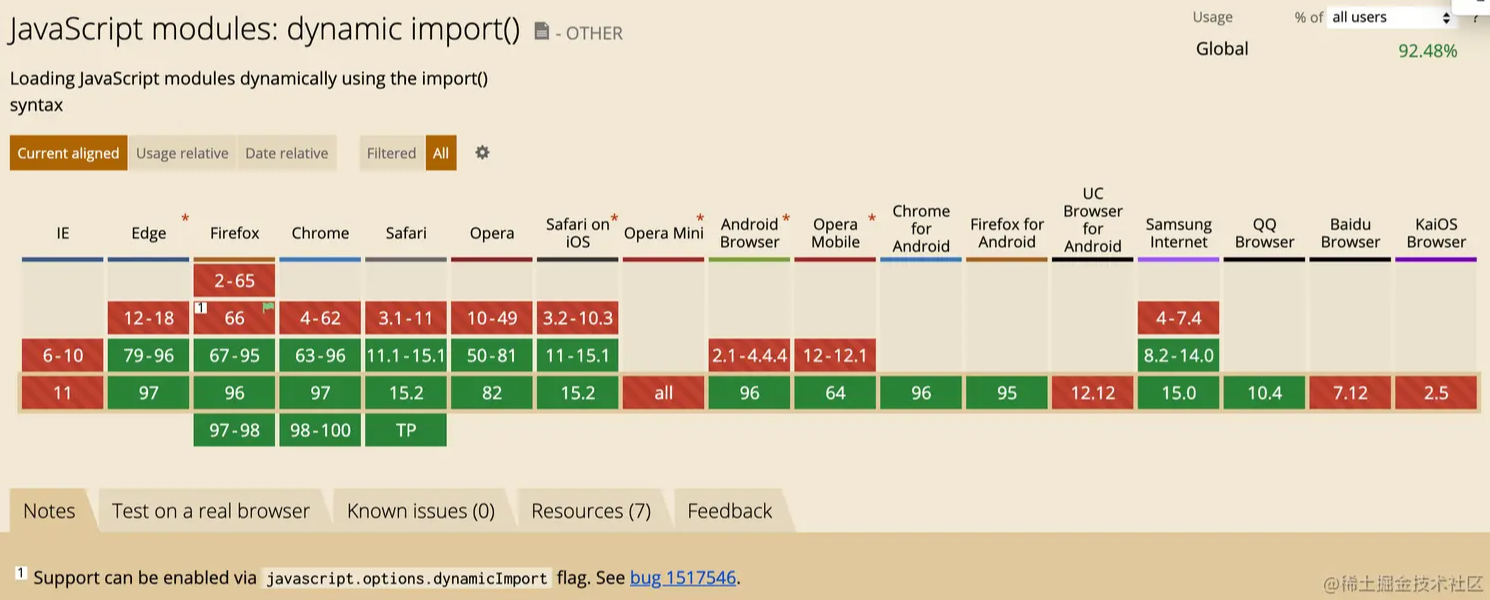 JavaScript modules: dynamic import() - OTHER
Usage % of all users ?
Global 92.48%
Loading JavaScript modules dynamically using the import()
syntax
Current aligned Usage relative Date relative Filtered All
IE Edge * Firefox Chrome Safari Opera Safari on iOS * Opera Mini * Android Browser * Opera Mobile * Chrome for Android Firefox for Android UC Browser for Android Samsung Internet QQ Browser Baidu Browser KaiOS Browser
2-65
12-18 1 66 4-62 3.1-11 10-49 3.2-10.3 4-7.4
6-10 79-96 67-95 63-96 11.1-15.1 50-81 11-15.1 2.1-4.4.4 12-12.1 8.2-14.0
11 97 96 97 15.2 82 15.2 all 96 64 96 95 12.12 15.0 10.4 7.12 2.5
97-98 98-100 TP
Notes Test on a real browser Known issues (0) Resources (7) Feedback
1 Support can be enabled via javascript.options.dynamicImport flag. See bug 1517546.
@稀土掘金技术社区